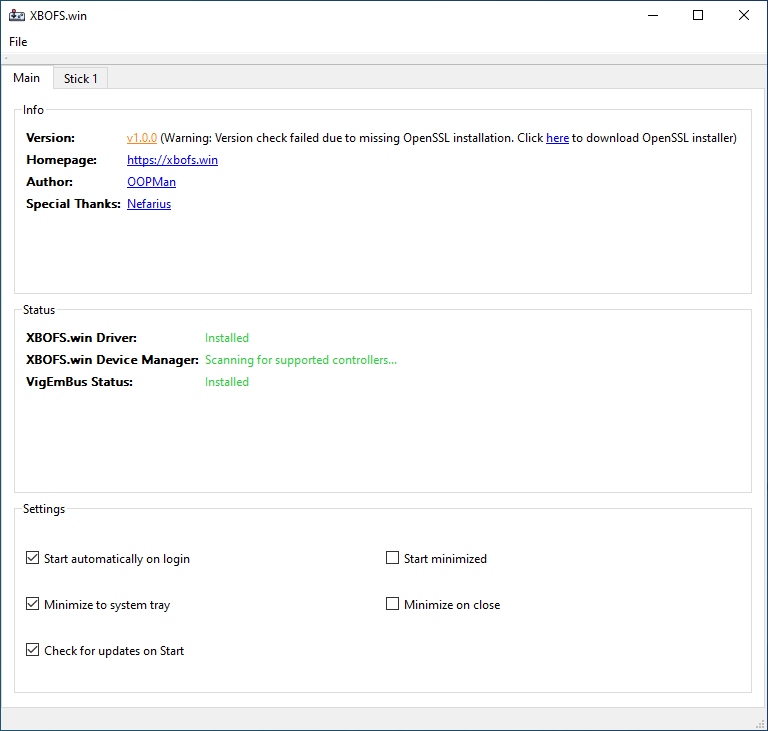 XBOFS.win
File
Main Stick 1
Info
Version: v1.0.0 (Warning: Version check failed due to missing OpenSSL installation. Click here to download OpenSSL installer)
Homepage: https://xbofs.win
Author: OOPMan
Special Thanks: Nefarius
Status
XBOFS.win Driver: Installed
XBOFS.win Device Manager: Scanning for supported controllers...
VigEmBus Status: Installed
Settings
Start automatically on login Start minimized
Minimize to system tray Minimize on close
Check for updates on Start